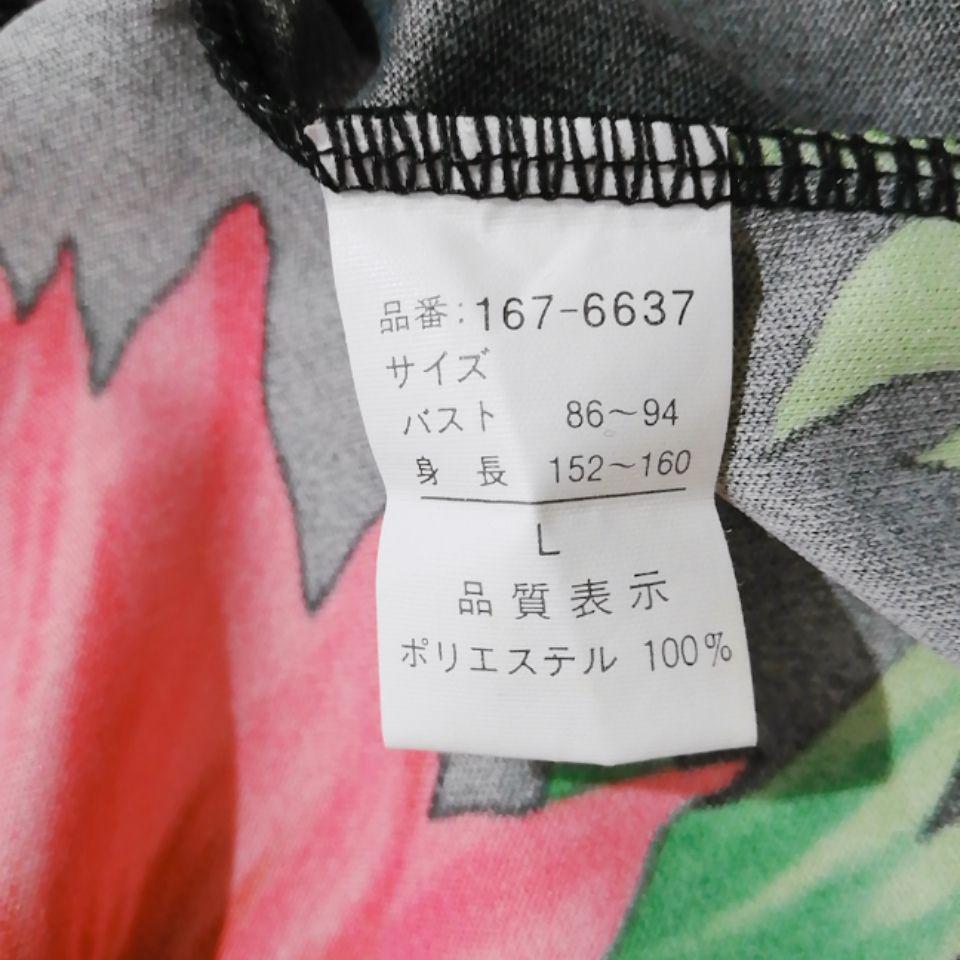 品番:167-6637
サイズ
バスト 86～94
身 長 152～160
L
品質表示
ポリエステル 100%